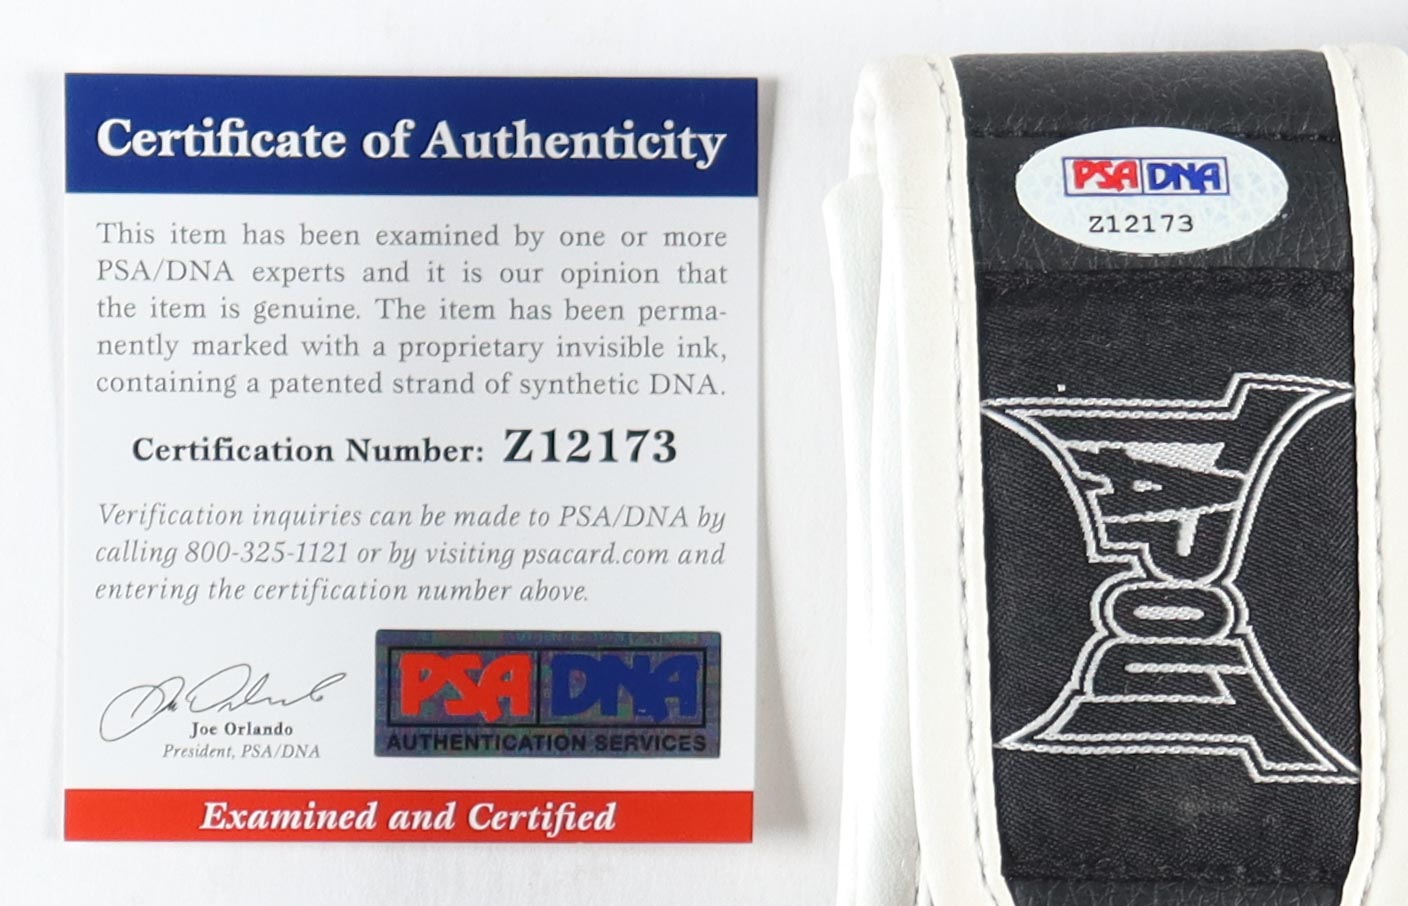 Certificate of Authenticity
This item has been examined by one or more
PSA/DNA experts and it is our opinion that
the item is genuine. The item has been perma-
nently marked with a proprietary invisible ink,
containing a patented strand of synthetic DNA.
Certification Number: Z12173
Verification inquiries can be made to PSA/DNA by
calling 800-325-1121 or by visiting psacard.com and
entering the certification number above.
Joe Orlando
President, PSA/DNA
PSA DNA
AUTHENTICATION SERVICES
Examined and Certified
PSA DNA
Z12173
TAPOUT